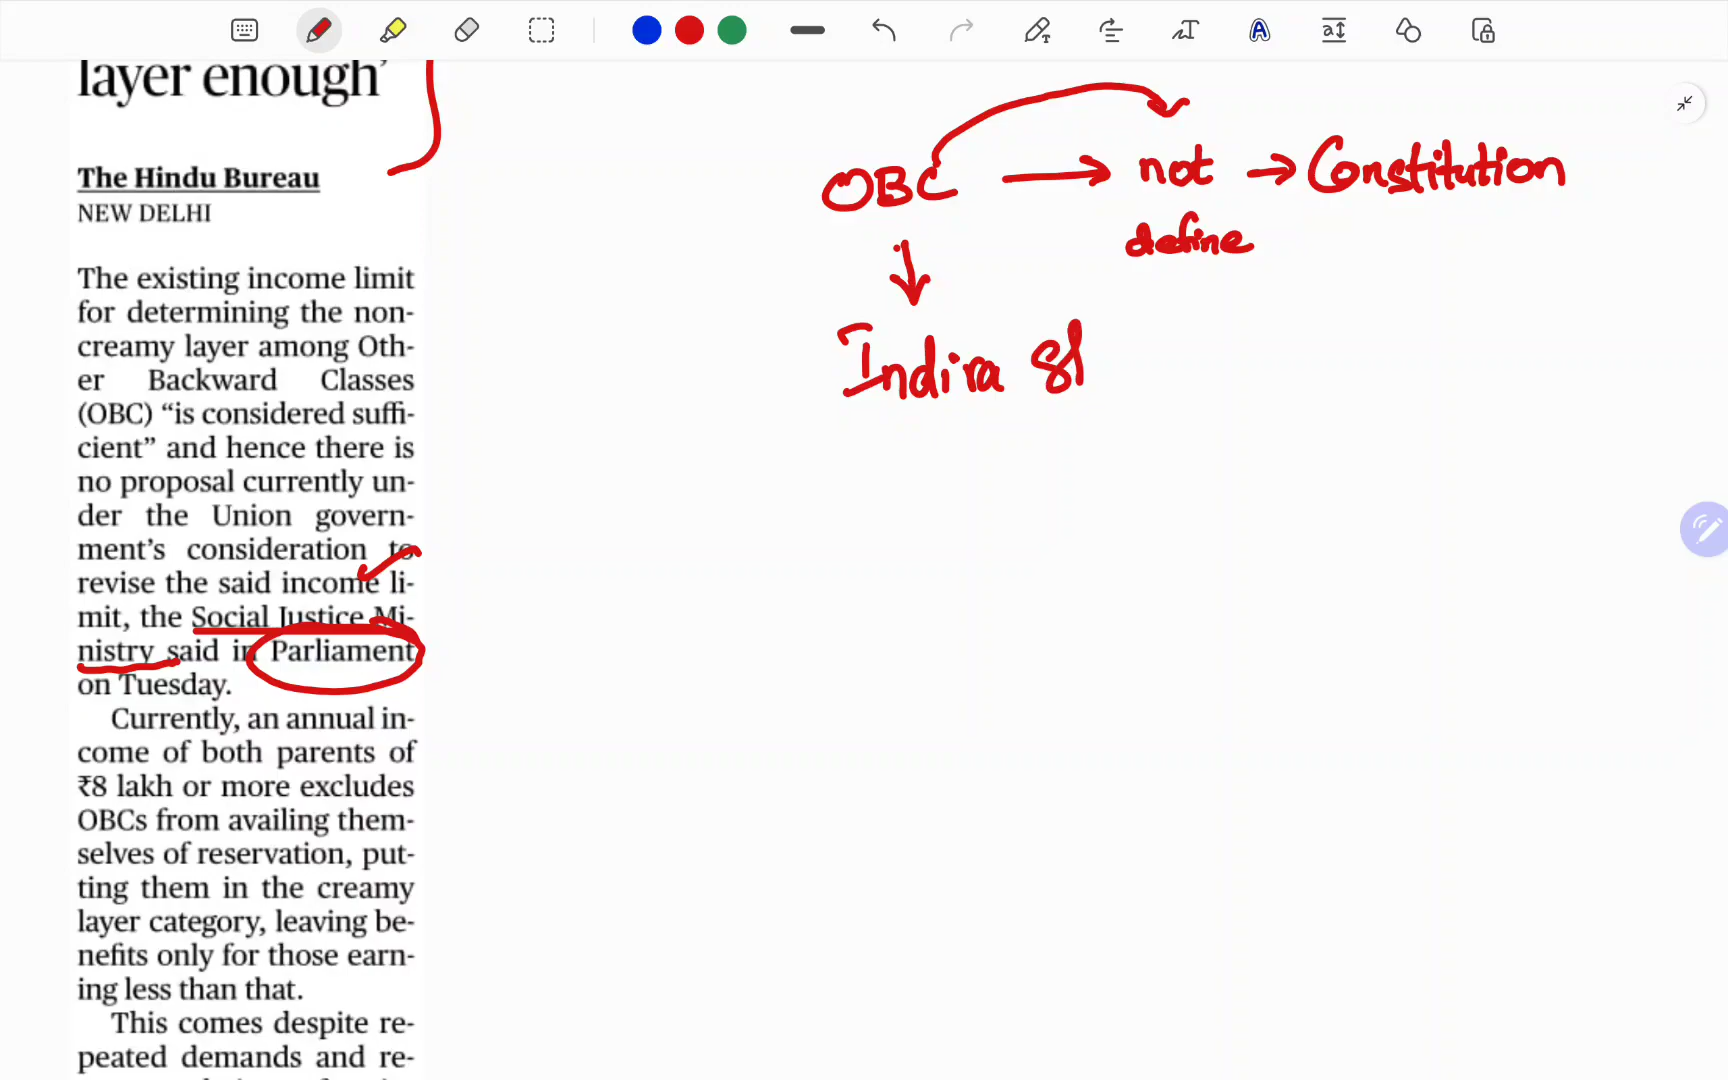 layer enough’
The Hindu Bureau
NEW DELHI
The existing income limit
for determining the non-
creamy layer among Oth-
er Backward Classes
(OBC) “is considered suffi-
cient” and hence there is
no proposal currently un-
der the Union govern-
ment’s consideration to
revise the said income li-
mit, the Social Justice Mi-
nistry said in Parliament
on Tuesday.
Currently, an annual in-
come of both parents of
₹8 lakh or more excludes
OBCs from availing them-
selves of reservation, put-
ting them in the creamy
layer category, leaving be-
nefits only for those earn-
ing less than that.
This comes despite re-
peated demands and re-
OBC → not → Constitution
define
↓
Indira Sh